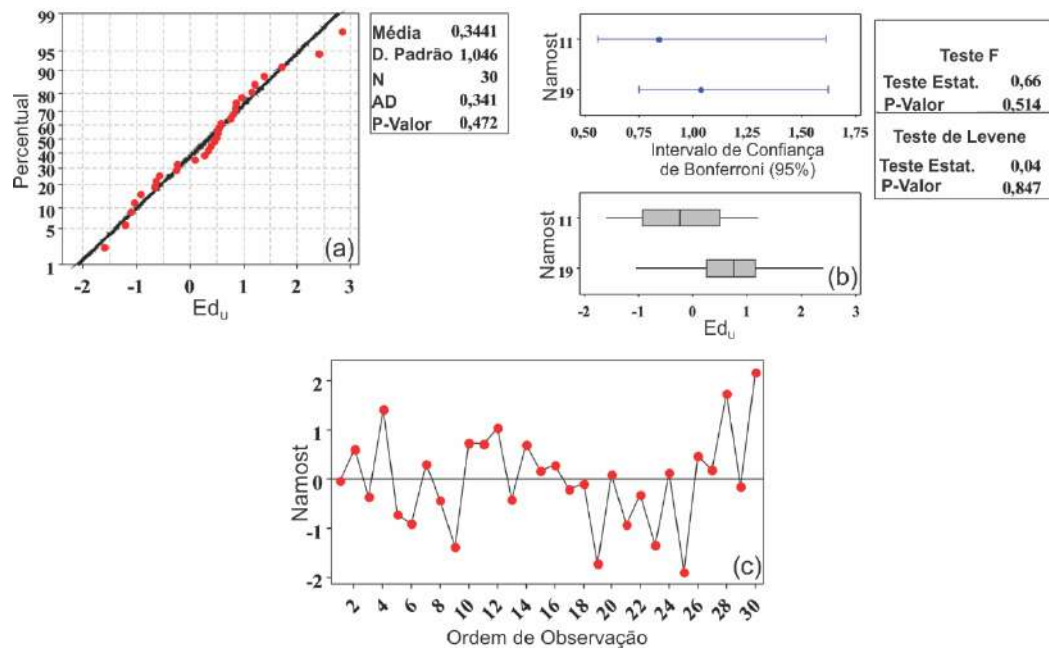 99
95
90
80
70
60
50
40
30
20
10
5
1
Percentual
-2
-1
0
1
2
3
Ed_u
(a)
Média 0,3441
D. Padrão 1,046
N 30
AD 0,341
P-Valor 0,472
Namost
11
19
0,50 0,75 1,00 1,25 1,50 1,75
Intervalo de Confiança
de Bonferroni (95%)
Teste F
Teste Estat. 0,66
P-Valor 0,514
Teste de Levene
Teste Estat. 0,04
P-Valor 0,847
Namost
11
19
(b)
-2 -1 0 1 2 3
Ed_u
Namost
2
1
0
-1
-2
(c)
2 4 6 8 10 12 14 16 18 20 22 24 26 28 30
Ordem de Observação